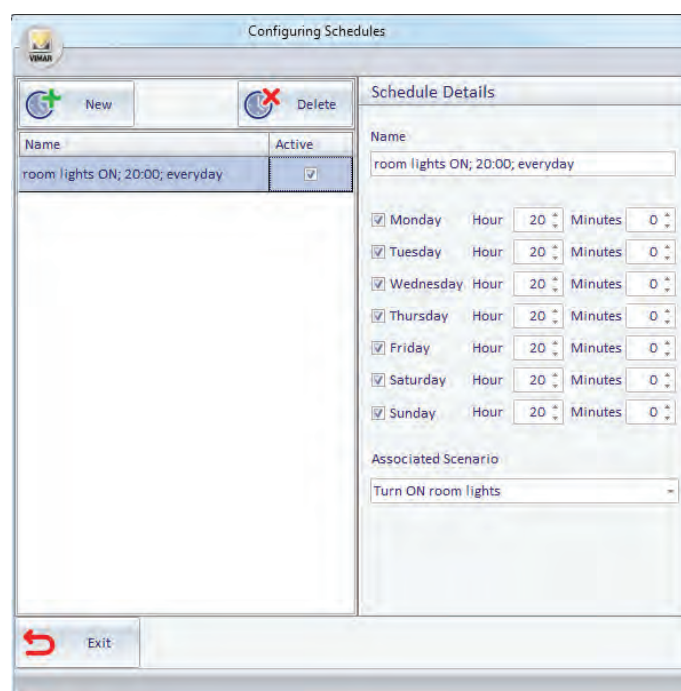 Configuring Schedules
VIMAR
New
Delete
Name Active
room lights ON; 20:00; everyday
Schedule Details
Name
room lights ON; 20:00; everyday
Monday Hour 20 Minutes 0
Tuesday Hour 20 Minutes 0
Wednesday Hour 20 Minutes 0
Thursday Hour 20 Minutes 0
Friday Hour 20 Minutes 0
Saturday Hour 20 Minutes 0
Sunday Hour 20 Minutes 0
Associated Scenario
Turn ON room lights
Exit